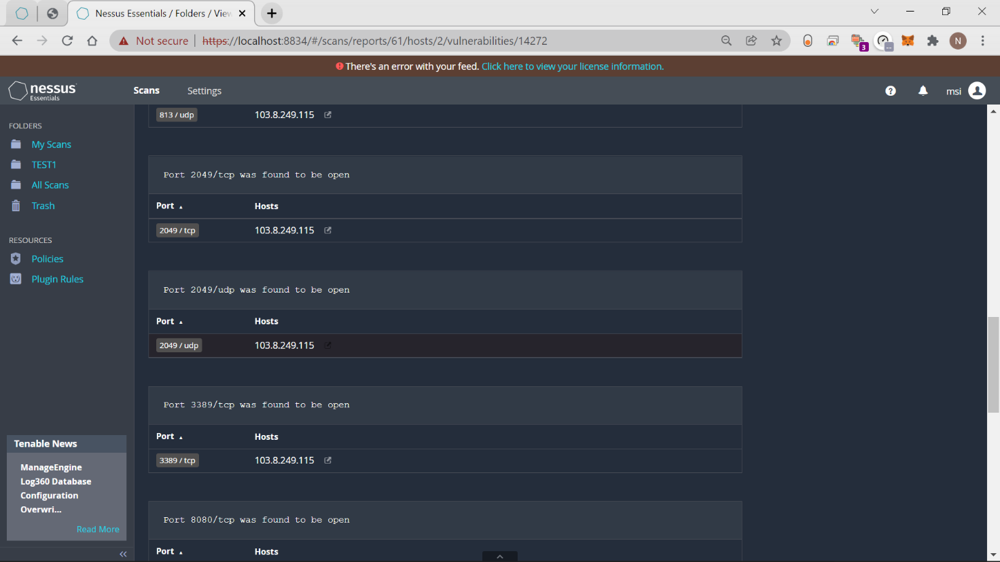 Nessus Essentials / Folders / View
Not secure
https://localhost:8834/#/scans/reports/61/hosts/2/vulnerabilities/14272
3
N
There's an error with your feed. Click here to view your license information.
nessus
Essentials
Scans
Settings
msi
FOLDERS
My Scans
TEST1
All Scans
Trash
RESOURCES
Policies
Plugin Rules
Tenable News
ManageEngine
Log360 Database
Configuration
Overwri...
Read More
813 / udp 103.8.249.115
Port 2049/tcp was found to be open
Port Hosts
2049 / tcp 103.8.249.115
Port 2049/udp was found to be open
Port Hosts
2049 / udp 103.8.249.115
Port 3389/tcp was found to be open
Port Hosts
3389 / tcp 103.8.249.115
Port 8080/tcp was found to be open
Port Hosts